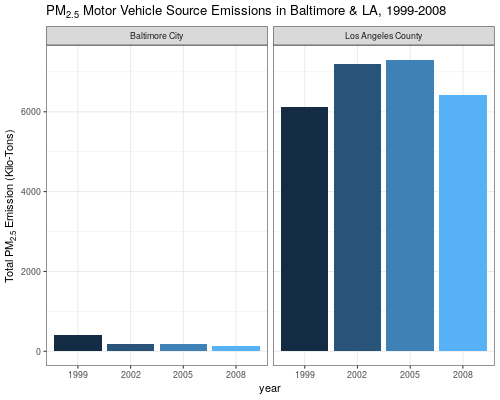 PM2.5 Motor Vehicle Source Emissions in Baltimore & LA, 1999-2008
Baltimore City
Los Angeles County
Total PM2.5 Emission (Kilo-Tons)
6000
4000
2000
0
1999 2002 2005 2008
1999 2002 2005 2008
year